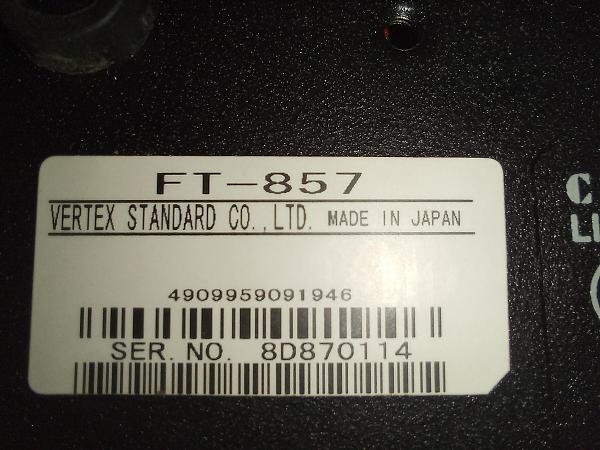 FT-857
VERTEX STANDARD CO.,LTD. MADE IN JAPAN
4909959091946
SER. NO. 8D870114